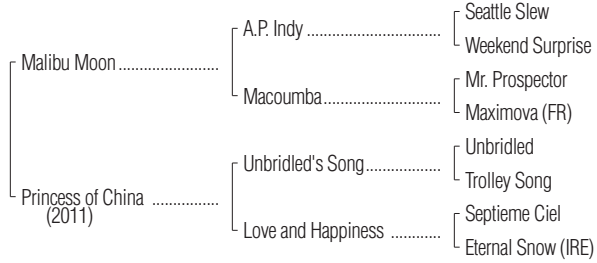 Seattle Slew
A.P. Indy ..............................
Weekend Surprise
Malibu Moon ......................
Mr. Prospector
Macoumba..........................
Maximova (FR)
Unbridled
Unbridled's Song.................
Trolley Song
Princess of China ...............
(2011)
Septieme Ciel
Love and Happiness ...........
Eternal Snow (IRE)